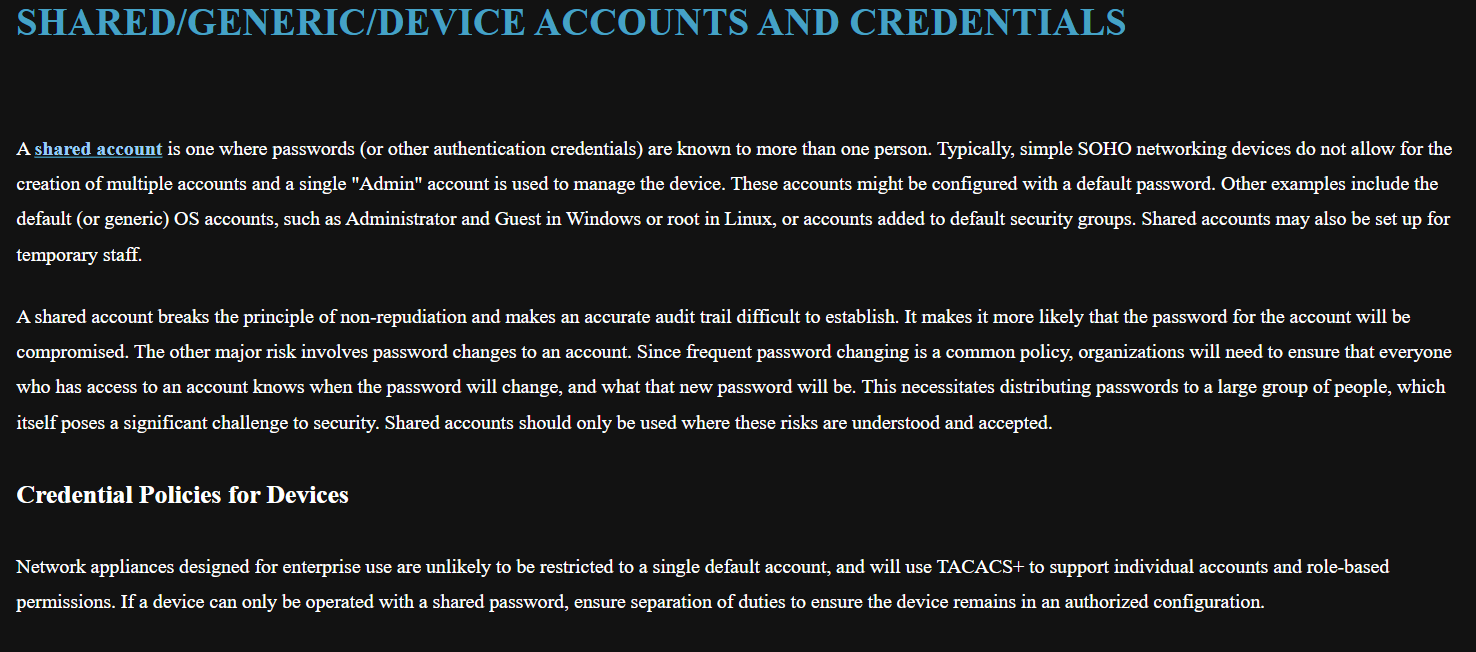 SHARED/GENERIC/DEVICE ACCOUNTS AND CREDENTIALS
A shared account is one where passwords (or other authentication credentials) are known to more than one person. Typically, simple SOHO networking devices do not allow for the
creation of multiple accounts and a single "Admin" account is used to manage the device. These accounts might be configured with a default password. Other examples include the
default (or generic) OS accounts, such as Administrator and Guest in Windows or root in Linux, or accounts added to default security groups. Shared accounts may also be set up for
temporary staff.
A shared account breaks the principle of non-repudiation and makes an accurate audit trail difficult to establish. It makes it more likely that the password for the account will be
compromised. The other major risk involves password changes to an account. Since frequent password changing is a common policy, organizations will need to ensure that everyone
who has access to an account knows when the password will change, and what that new password will be. This necessitates distributing passwords to a large group of people, which
itself poses a significant challenge to security. Shared accounts should only be used where these risks are understood and accepted.
Credential Policies for Devices
Network appliances designed for enterprise use are unlikely to be restricted to a single default account, and will use TACACS+ to support individual accounts and role-based
permissions. If a device can only be operated with a shared password, ensure separation of duties to ensure the device remains in an authorized configuration.